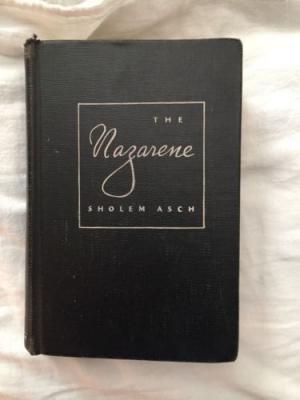 THE
Nazarene
SHOLEM ASCH